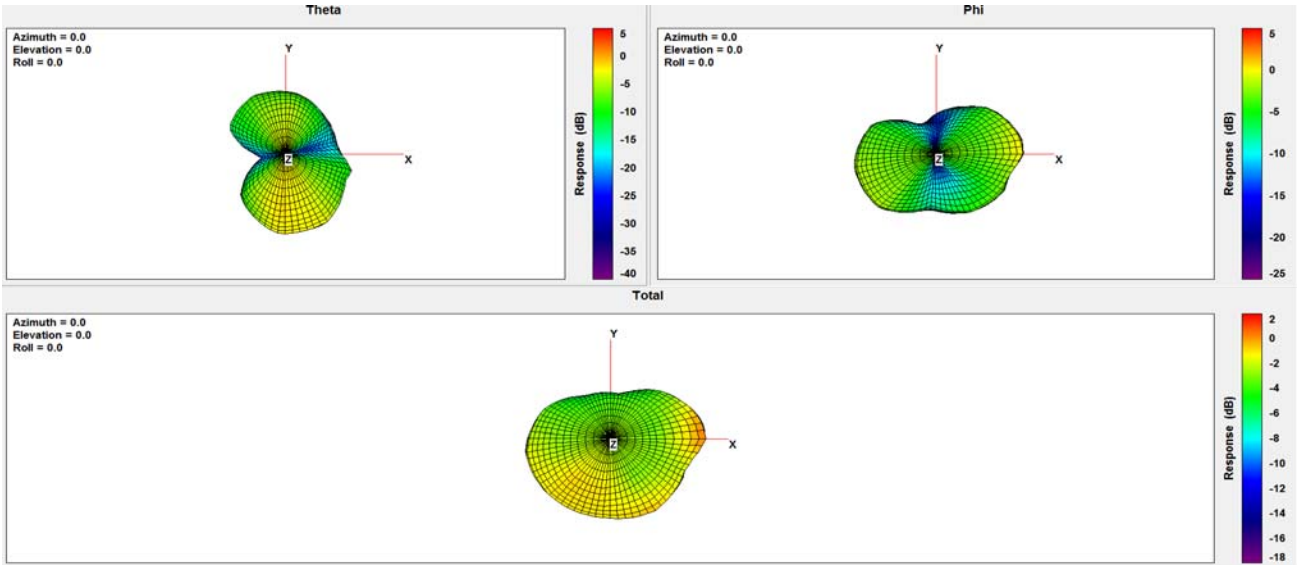 Theta
Azimuth = 0.0
Elevation = 0.0
Roll = 0.0
Y
X
Z
5
0
-5
-10
-15
-20
-25
-30
-35
-40
Response (dB)
Phi
Azimuth = 0.0
Elevation = 0.0
Roll = 0.0
Y
X
Z
5
0
-5
-10
-15
-20
-25
Response (dB)
Total
Azimuth = 0.0
Elevation = 0.0
Roll = 0.0
Y
X
Z
2
0
-2
-4
-6
-8
-10
-12
-14
-16
-18
Response (dB)